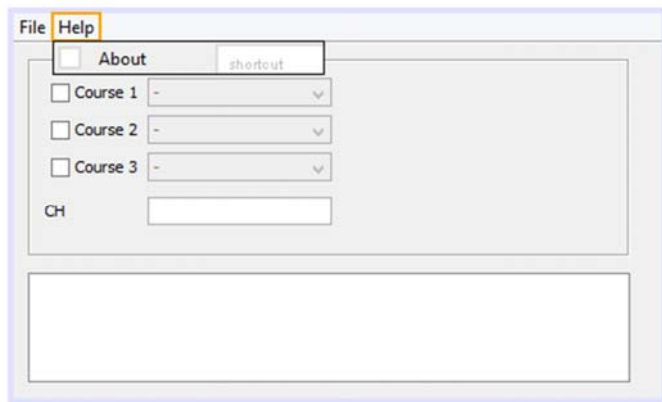 File Help
About shortcut
Course 1 -
Course 2 -
Course 3 -
CH